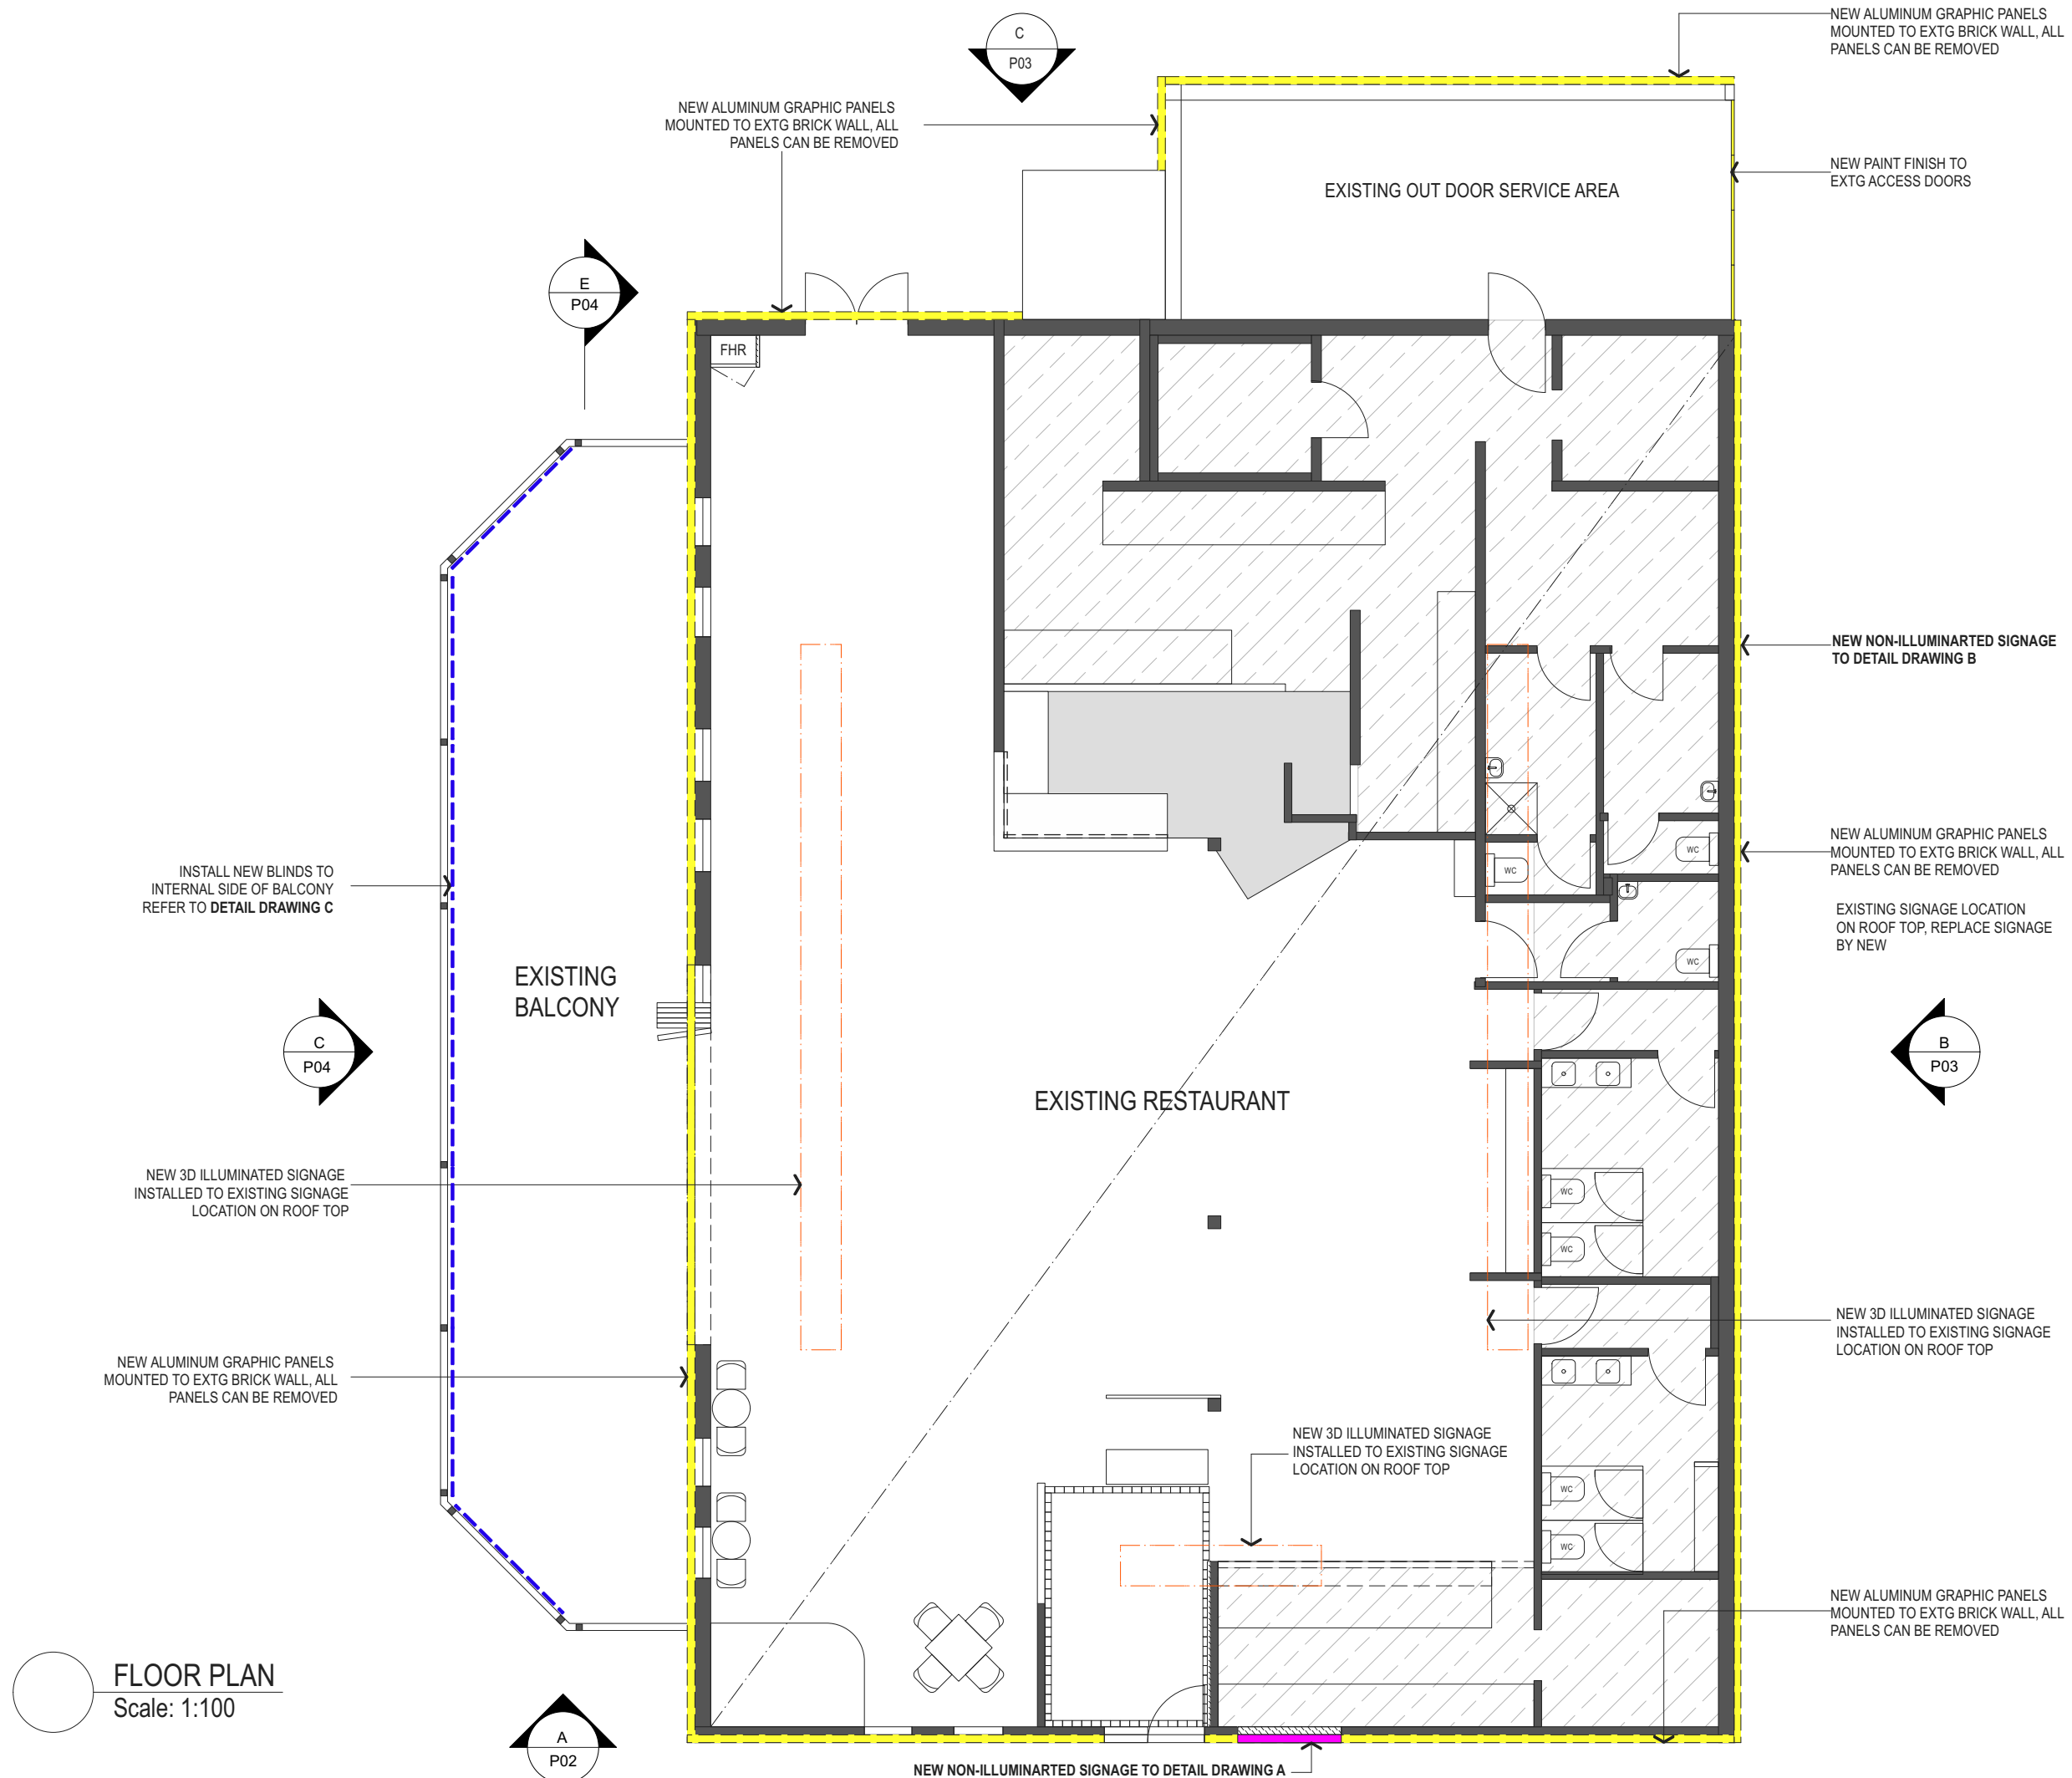 NEW ALUMINUM GRAPHIC PANELS
MOUNTED TO EXTG BRICK WALL, ALL
PANELS CAN BE REMOVED
C
P03
NEW ALUMINUM GRAPHIC PANELS
MOUNTED TO EXTG BRICK WALL, ALL
PANELS CAN BE REMOVED
NEW PAINT FINISH TO
EXTG ACCESS DOORS
EXISTING OUT DOOR SERVICE AREA
E
P04
FHR
NEW NON-ILLUMINARTED SIGNAGE
TO DETAIL DRAWING B
NEW ALUMINUM GRAPHIC PANELS
MOUNTED TO EXTG BRICK WALL, ALL
PANELS CAN BE REMOVED
WC
WC
INSTALL NEW BLINDS TO
INTERNAL SIDE OF BALCONY
REFER TO DETAIL DRAWING C
EXISTING SIGNAGE LOCATION
ON ROOF TOP, REPLACE SIGNAGE
BY NEW
WC
EXISTING
BALCONY
C
P04
B
P03
EXISTING RESTAURANT
NEW 3D ILLUMINATED SIGNAGE
INSTALLED TO EXISTING SIGNAGE
LOCATION ON ROOF TOP
WC
WC
NEW 3D ILLUMINATED SIGNAGE
INSTALLED TO EXISTING SIGNAGE
LOCATION ON ROOF TOP
NEW ALUMINUM GRAPHIC PANELS
MOUNTED TO EXTG BRICK WALL, ALL
PANELS CAN BE REMOVED
NEW 3D ILLUMINATED SIGNAGE
INSTALLED TO EXISTING SIGNAGE
LOCATION ON ROOF TOP
WC
WC
NEW ALUMINUM GRAPHIC PANELS
MOUNTED TO EXTG BRICK WALL, ALL
PANELS CAN BE REMOVED
FLOOR PLAN
Scale: 1:100
A
P02
NEW NON-ILLUMINARTED SIGNAGE TO DETAIL DRAWING A